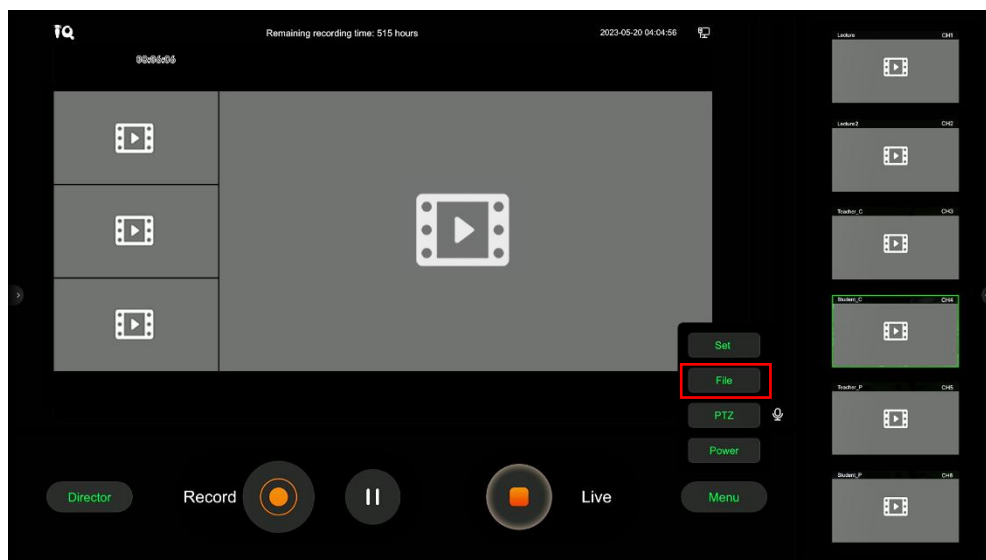 IQ
Remaining recording time: 515 hours
2023-05-20 04:04:56
00:06:06
Lecture CH1
Lecture2 CH2
Teacher_C CH3
Student_C CH4
Teacher_P CH5
Student_P CH6
Set
File
PTZ
Power
Director
Record
Live
Menu